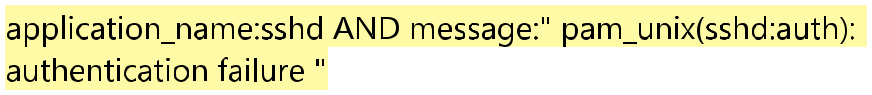 application_name:sshd AND message:" pam_unix(sshd:auth):
authentication failure "